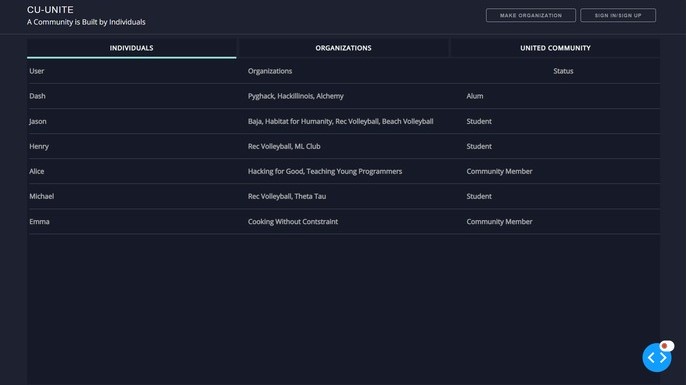 CU-UNITE
A Community is Built by Individuals
MAKE ORGANIZATION SIGN IN/SIGN UP
INDIVIDUALS ORGANIZATIONS UNITED COMMUNITY
User Organizations Status
Dash Pyghack, Hackillinois, Alchemy Alum
Jason Baja, Habitat for Humanity, Rec Volleyball, Beach Volleyball Student
Henry Rec Volleyball, ML Club Student
Alice Hacking for Good, Teaching Young Programmers Community Member
Michael Rec Volleyball, Theta Tau Student
Emma Cooking Without Contstraint Community Member